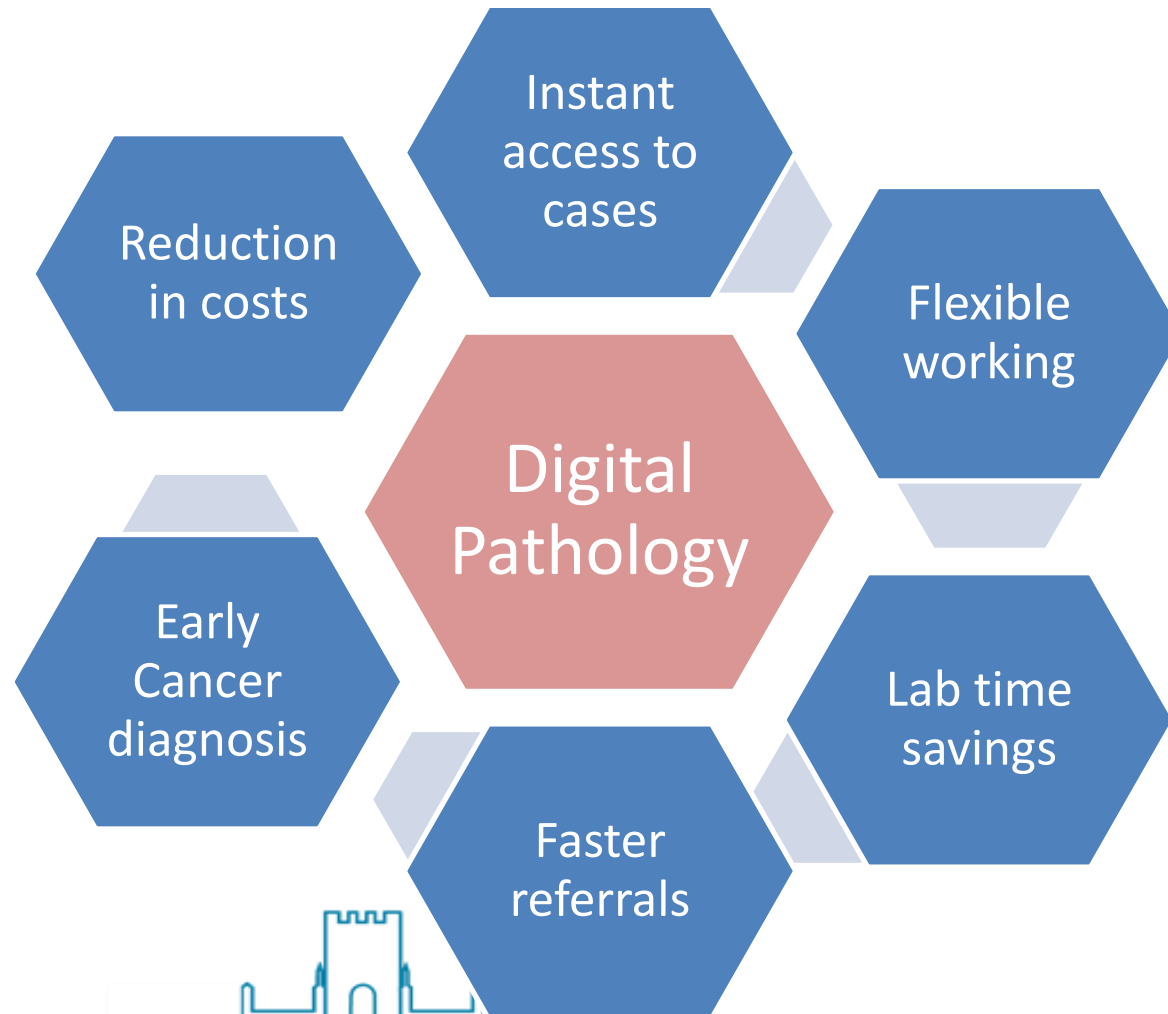 Instant
access to
cases
Flexible
working
Lab time
savings
Faster
referrals
Early
Cancer
diagnosis
Reduction
in costs
Digital
Pathology